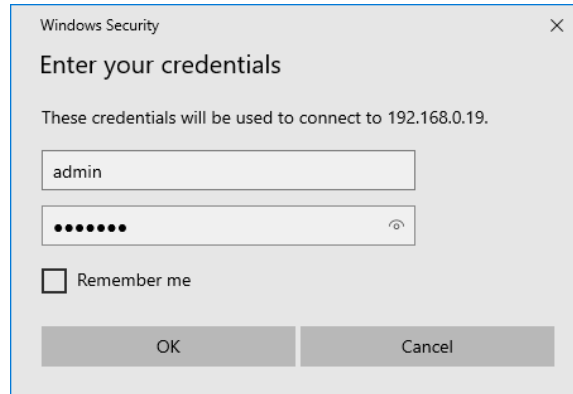 Windows Security
Enter your credentials
These credentials will be used to connect to 192.168.0.19.
admin
●●●●●●●
Remember me
OK
Cancel